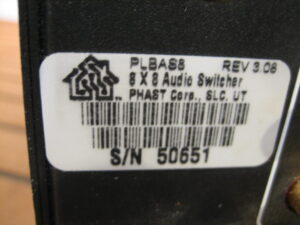 PLBAS8 REV 3.06
8 X 8 Audio Switcher
PHAST Corp., SLC, UT
S/N 50651